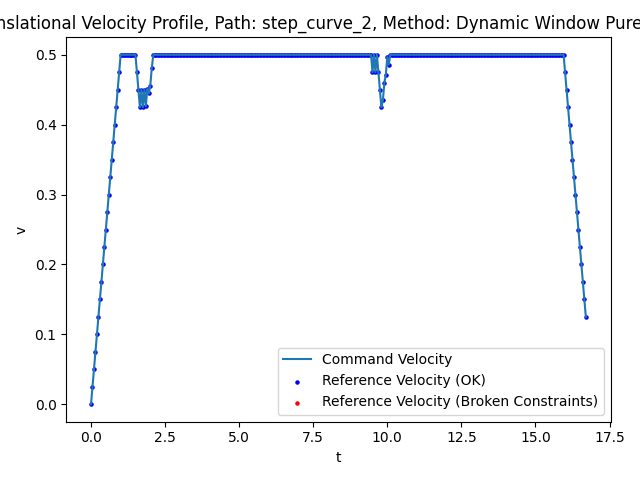 nslational Velocity Profile, Path: step_curve_2, Method: Dynamic Window Pure
0.5
0.4
0.3
0.2
0.1
0.0
v
Command Velocity
Reference Velocity (OK)
Reference Velocity (Broken Constraints)
0.0 2.5 5.0 7.5 10.0 12.5 15.0 17.5
t